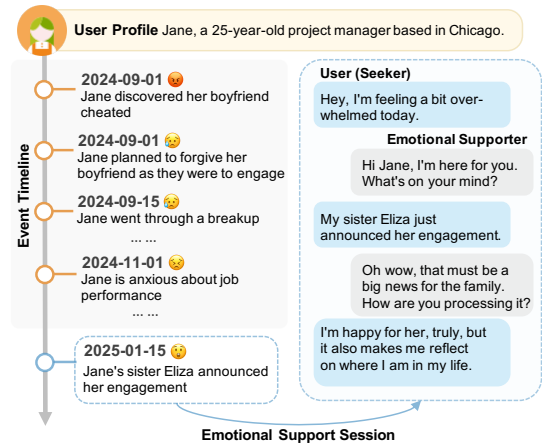 User Profile Jane, a 25-year-old project manager based in Chicago.
Event Timeline
2024-09-01
Jane discovered her boyfriend
cheated
2024-09-01
Jane planned to forgive her
boyfriend as they were to engage
2024-09-15
Jane went through a breakup
... ...
2024-11-01
Jane is anxious about job
performance
... ...
2025-01-15
Jane's sister Eliza announced
her engagement
User (Seeker)
Hey, I'm feeling a bit over-
whelmed today.
Emotional Supporter
Hi Jane, I'm here for you.
What's on your mind?
My sister Eliza just
announced her engagement.
Oh wow, that must be a
big news for the family.
How are you processing it?
I'm happy for her, truly, but
it also makes me reflect
on where I am in my life.
Emotional Support Session